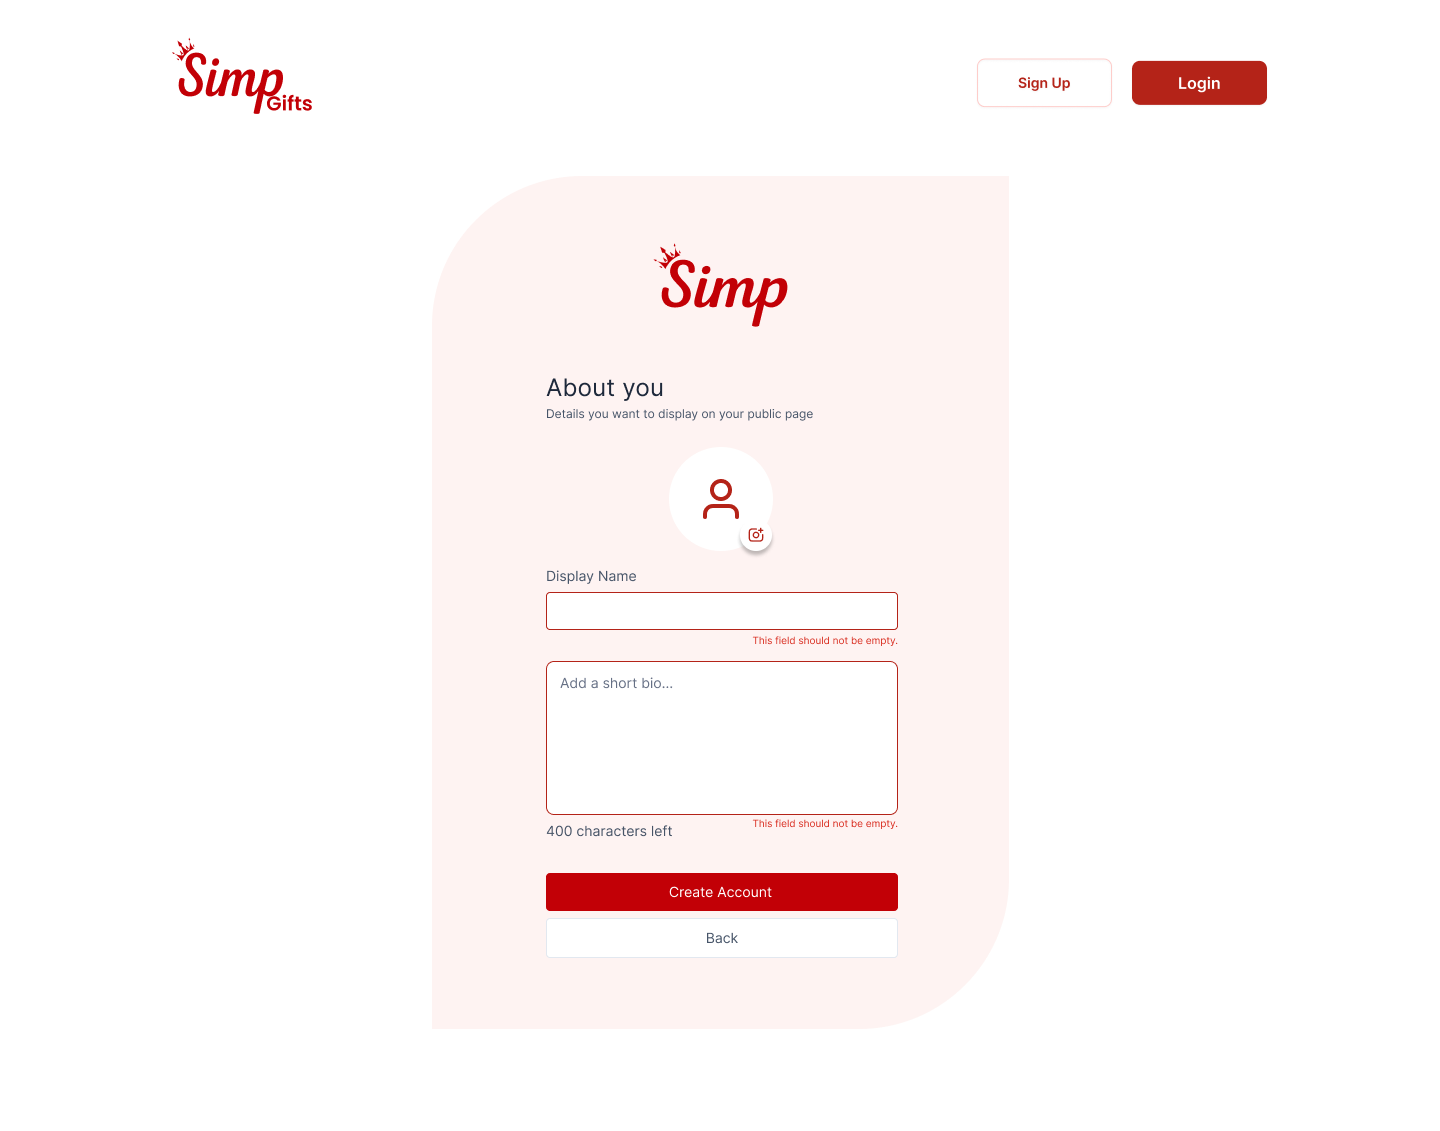 Simp
Gifts
Sign Up
Login
Simp
About you
Details you want to display on your public page
Display Name
This field should not be empty.
Add a short bio...
This field should not be empty.
400 characters left
Create Account
Back